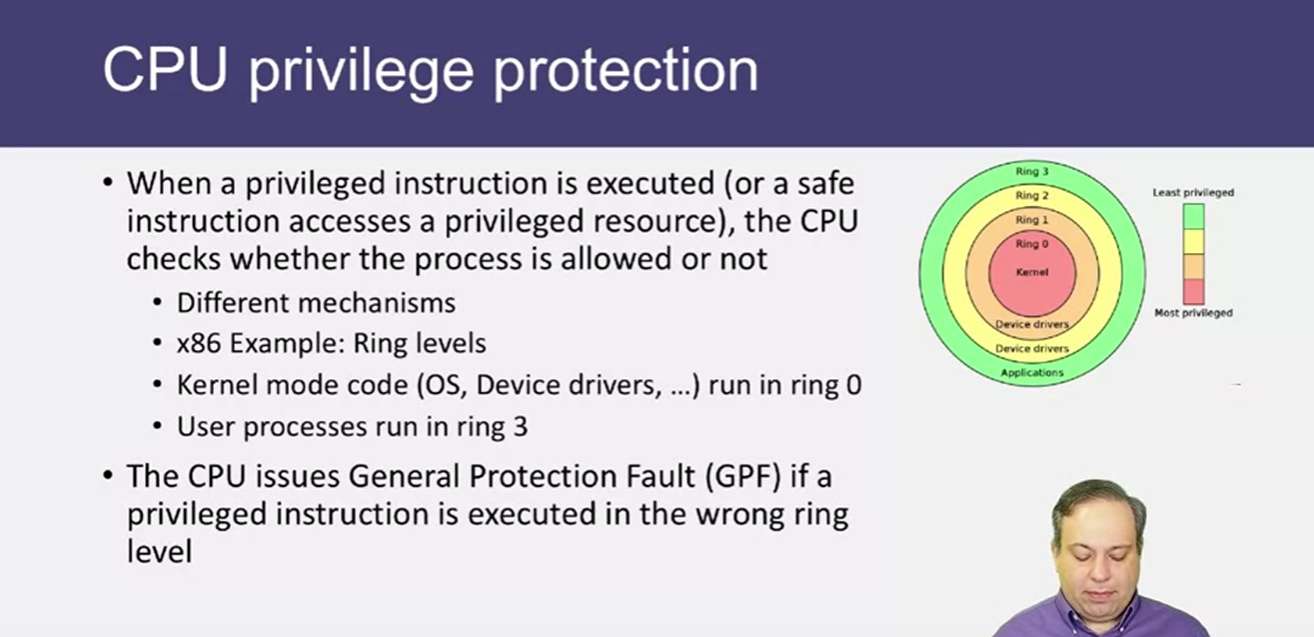 CPU privilege protection
• When a privileged instruction is executed (or a safe
instruction accesses a privileged resource), the CPU
checks whether the process is allowed or not
• Different mechanisms
• x86 Example: Ring levels
• Kernel mode code (OS, Device drivers, ...) run in ring 0
• User processes run in ring 3
• The CPU issues General Protection Fault (GPF) if a
privileged instruction is executed in the wrong ring
level
Ring 3
Ring 2
Ring 1
Ring 0
Kernel
Device drivers
Device drivers
Applications
Least privileged
Most privileged